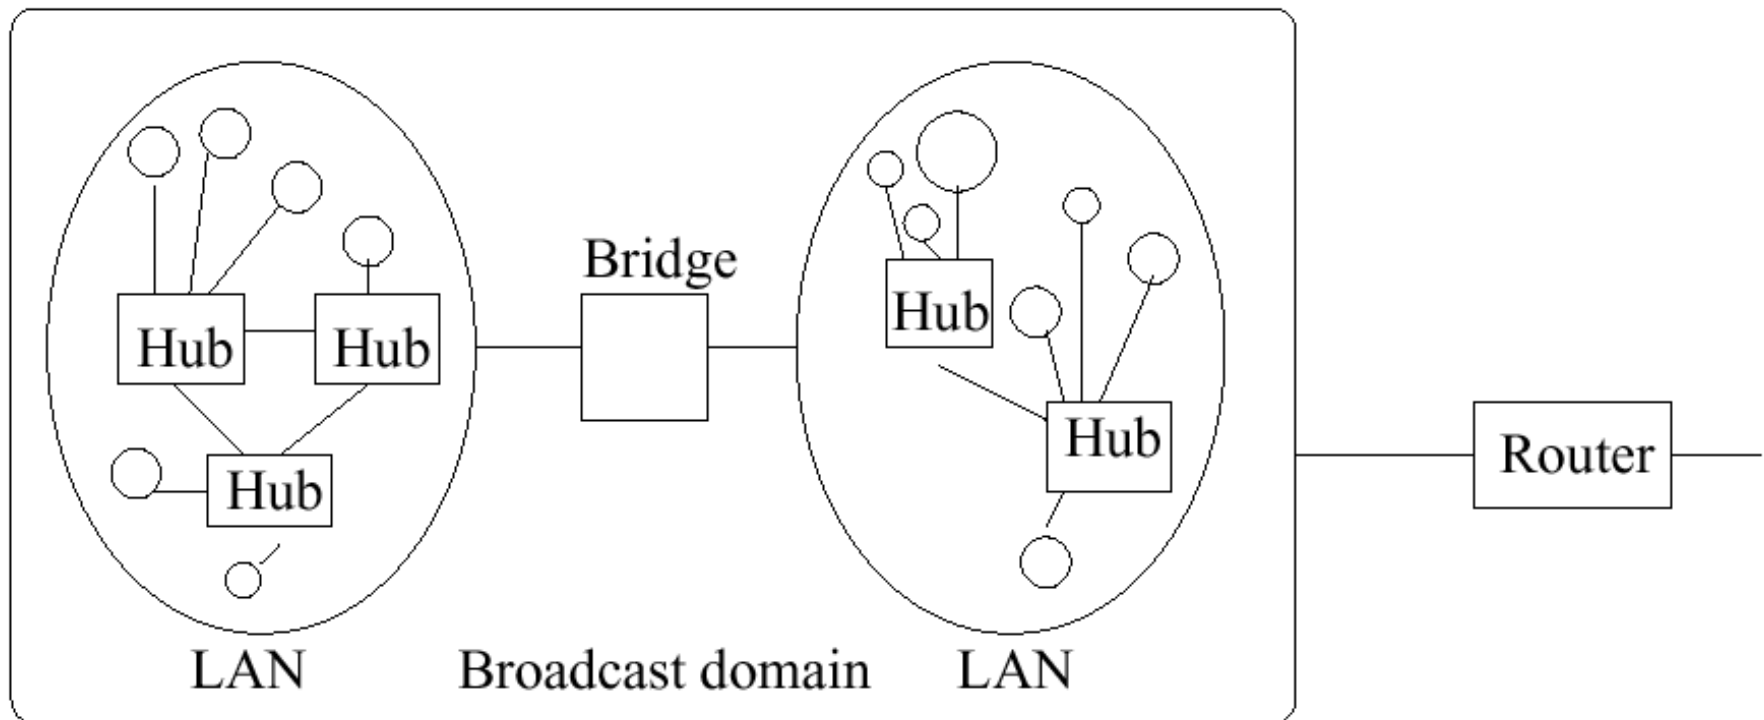 Bridge
Hub
Hub
Hub
Hub
Hub
Router
LAN
Broadcast domain
LAN